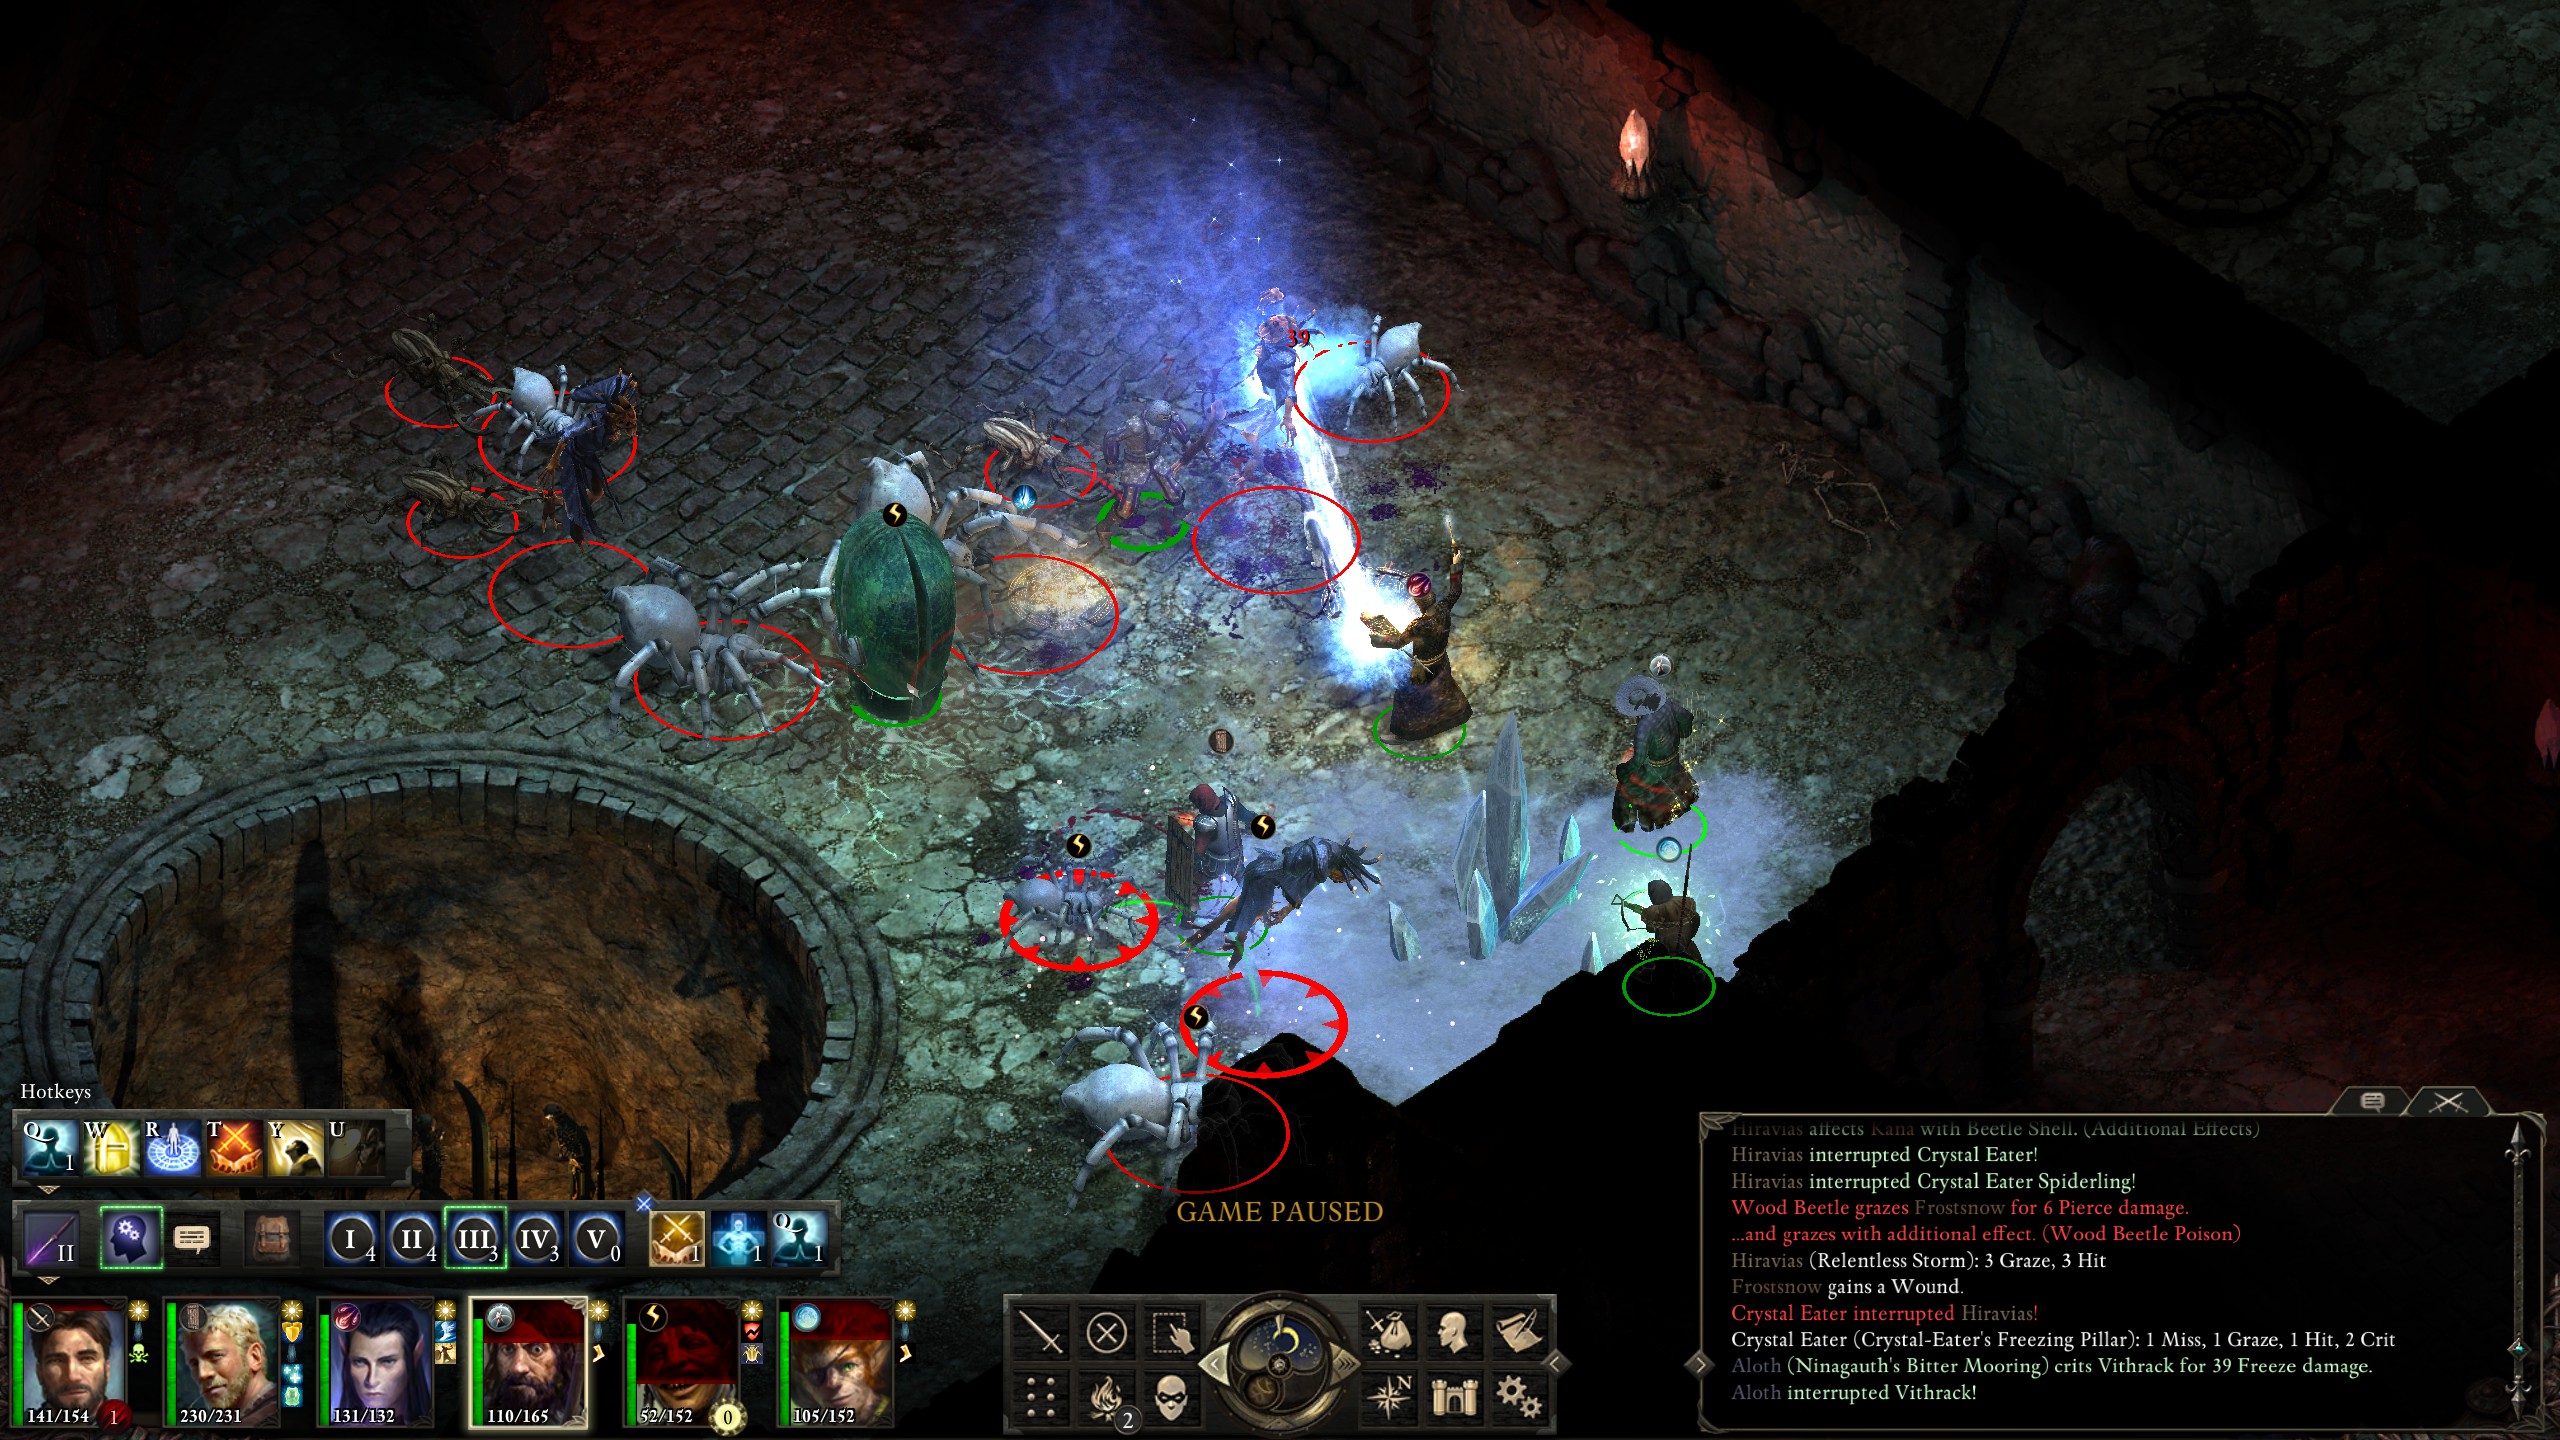 39
Hotkeys
Q 1 W R T Y U
II I 4 II 4 III 3 IV 3 V 0 1 1 Q 1
141/154 1 230/231 131/132 110/165 52/152 0 105/152
GAME PAUSED
N
2
Hiravias affects Kana with Beetle Shell. (Additional Effects)
Hiravias interrupted Crystal Eater!
Hiravias interrupted Crystal Eater Spiderling!
Wood Beetle grazes Frostsnow for 6 Pierce damage.
...and grazes with additional effect. (Wood Beetle Poison)
Hiravias (Relentless Storm): 3 Graze, 3 Hit
Frostsnow gains a Wound.
Crystal Eater interrupted Hiravias!
Crystal Eater (Crystal-Eater's Freezing Pillar): 1 Miss, 1 Graze, 1 Hit, 2 Crit
Aloth (Ninagauth's Bitter Mooring) crits Vithrack for 39 Freeze damage.
Aloth interrupted Vithrack!